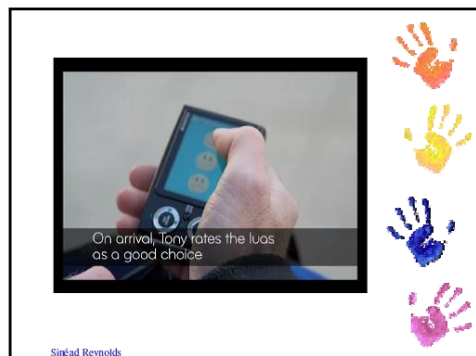 On arrival, Tony rates the luas
as a good choice
Sinéad Reynolds